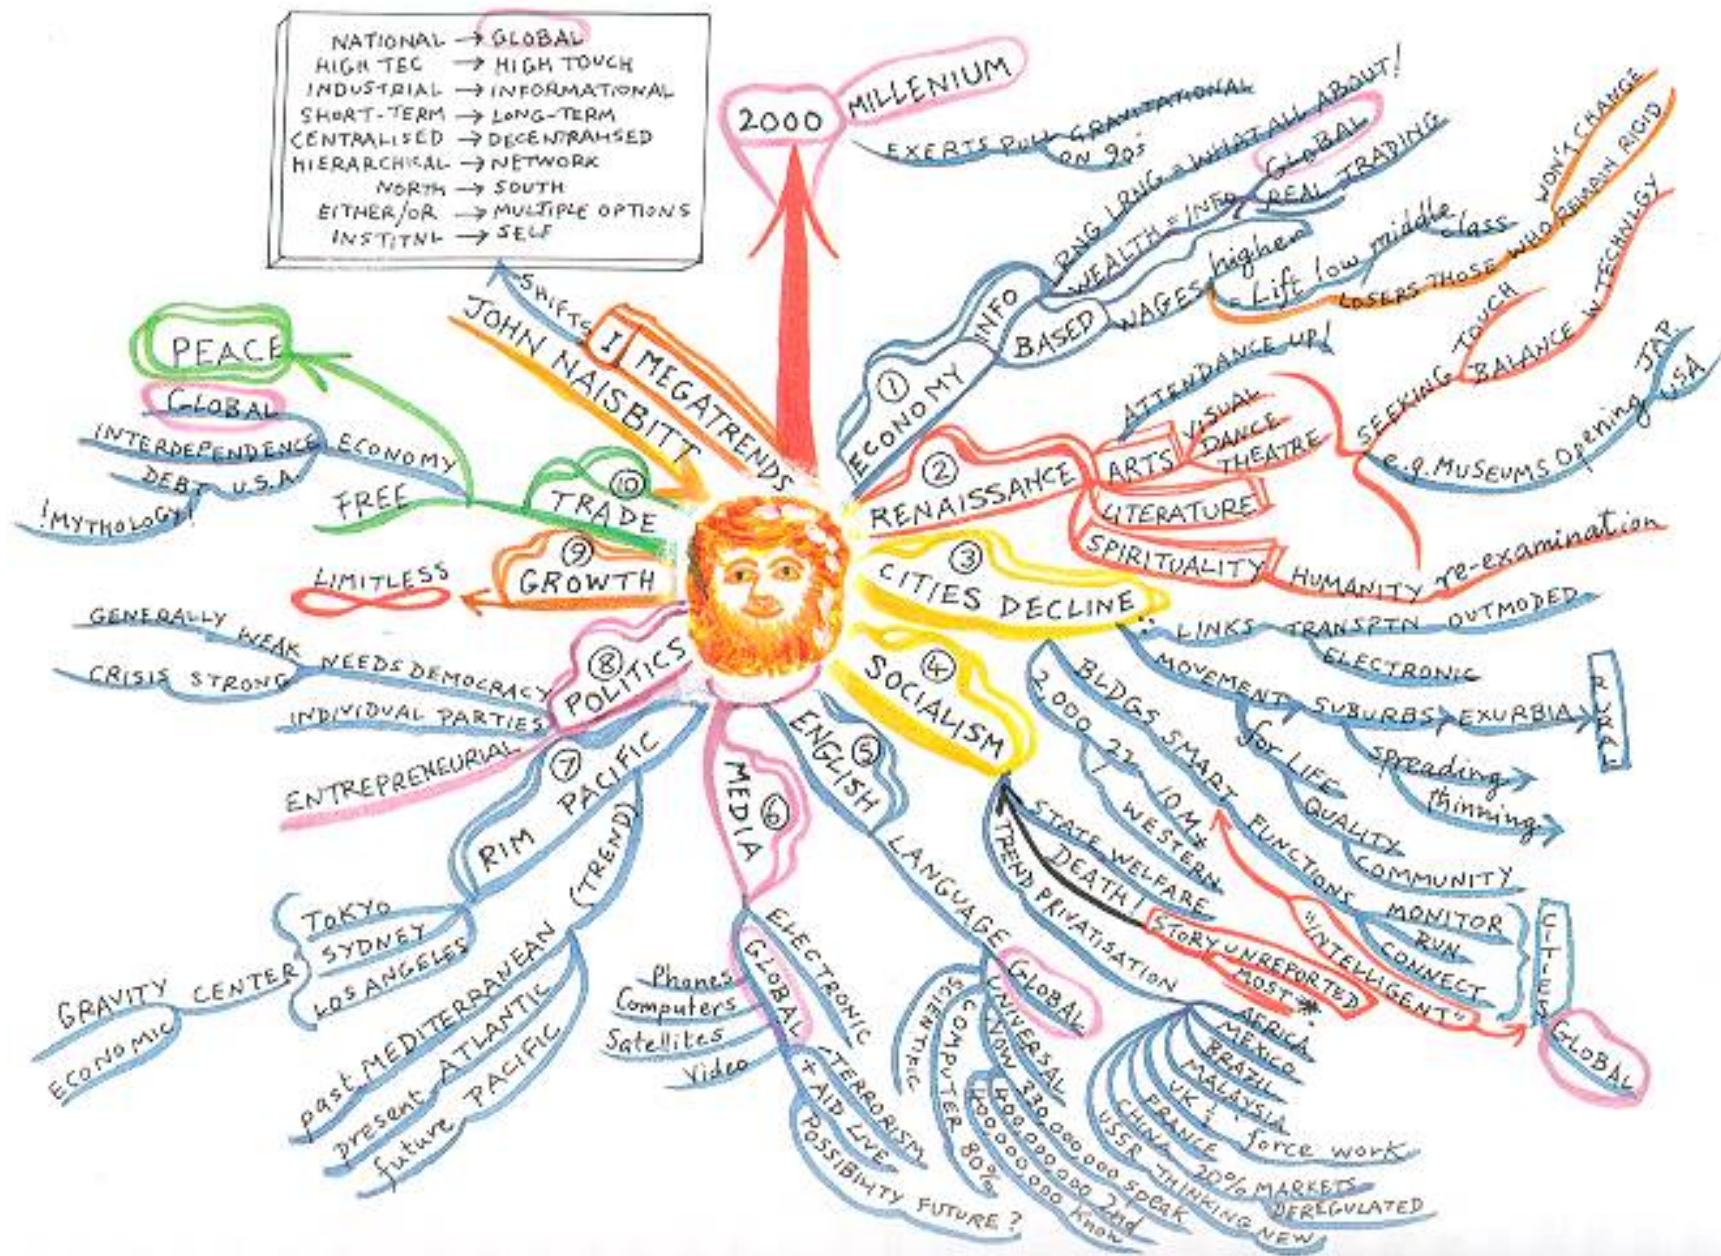 NATIONAL → GLOBAL
HIGH TEC → HIGH TOUCH
INDUSTRIAL → INFORMATIONAL
SHORT-TERM → LONG-TERM
CENTRALISED → DECENTRAHSED
HIERARCHICAL → NETWORK
NORTH → SOUTH
EITHER/OR → MULTIPLE OPTIONS
INSTITNL → SELF
SHIFTS
I MEGATRENDS
JOHN NAISBITT
2000
MILLENIUM
EXERTS PULL GRAVITATIONAL
ON 90s
① ECONOMY
INFO
LRNG = WHAT ALL ABOUT!
WEALTH = INFO
GLOBAL
REAL TRADING
BASED
WAGES
higher
= Lift low middle class
LOSERS THOSE WHO REMAIN RIGID
WON'T CHANGE
② RENAISSANCE
ARTS
ATTENDANCE UP!
VISUAL
DANCE
THEATRE
LITERATURE
SPIRITUALITY
HUMANITY re-examination
SEEKING
TOUCH
BALANCE W TECHNLGY
e.g. MUSEUMS Opening
JAP.
USA
③ CITIES DECLINE
LINKS TRANSPTN OUTMODED
ELECTRONIC
MOVEMENT SUBURBS EXURBIA
RURAL
spreading
thinning
for LIFE
QUALITY
COMMUNITY
BLDGS SMART
FUNCTIONS
MONITOR
RUN
CONNECT
"INTELLIGENT"
CITIES
GLOBAL
2,000 22 10 M+
WESTERN
④ SOCIALISM
STATE WELFARE
DEATH!
STORY UNREPORTED
MOST
TREND PRIVATISATION
AFRICA
MEXICO
BRAZIL
MALAYSIA
UK
¼ force work
FRANCE
CHINA 20% MARKETS
DEREGULATED
USSR THINKING NEW
⑤ ENGLISH
LANGUAGE
GLOBAL
UNIVERSAL
NOW 330,000,000 speak
400,000,000 2nd
400,000,000 know
COMPUTER 80%
SCIENTIFIC
⑥ MEDIA
ELECTRONIC
GLOBAL
Phones
Computers
Satellites
Video
-TERRORISM
+ AID LIVE
POSSIBILITY FUTURE?
⑦ RIM PACIFIC
(TREND)
past MEDITERRANEAN
present ATLANTIC
future PACIFIC
TOKYO
SYDNEY
LOS ANGELES
CENTER
GRAVITY
ECONOMIC
⑧ POLITICS
NEEDS DEMOCRACY
GENERALLY WEAK
CRISIS STRONG
INDIVIDUAL PARTIES
ENTREPRENEURIAL
⑨ GROWTH
LIMITLESS
⑩ TRADE
FREE
PEACE
ECONOMY
GLOBAL
INTERDEPENDENCE
DEBT U.S.A.
!MYTHOLOGY!